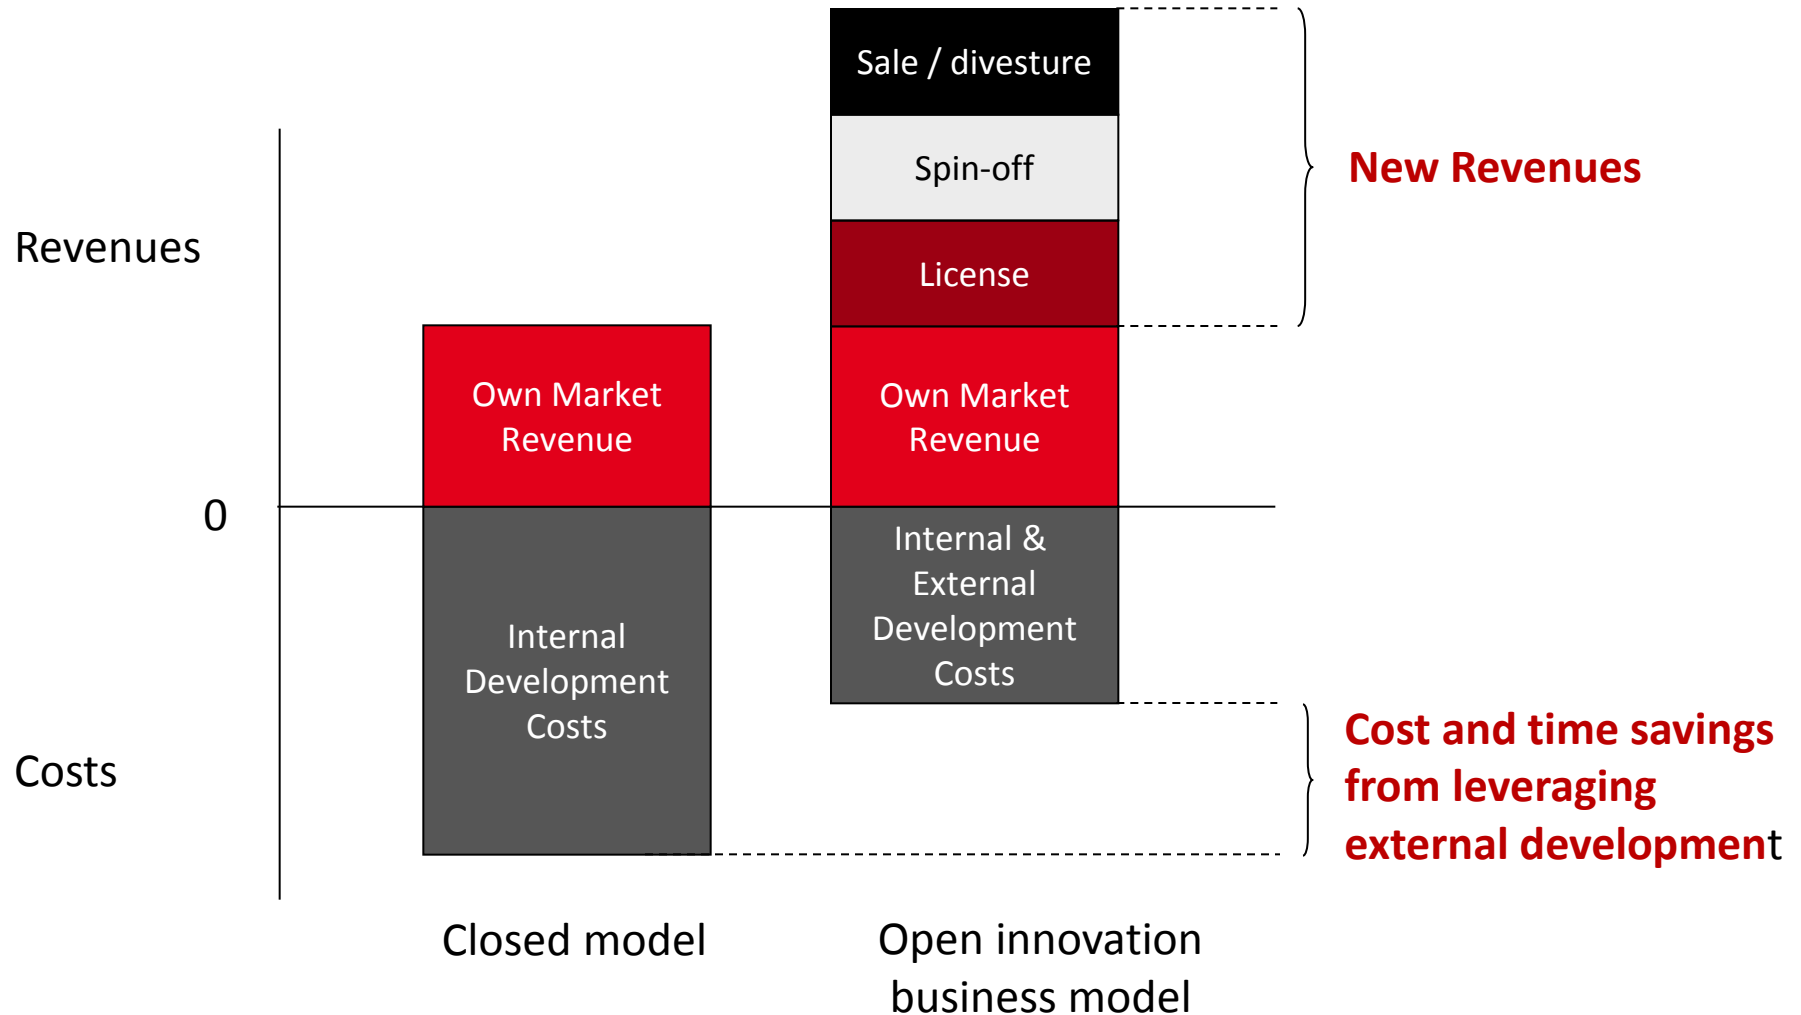 Sale / divesture
Spin-off
New Revenues
Revenues
License
Own Market
Revenue
Own Market
Revenue
0
Internal &
External
Development
Costs
Internal
Development
Costs
Costs
Cost and time savings
from leveraging
external development
Closed model
Open innovation
business model